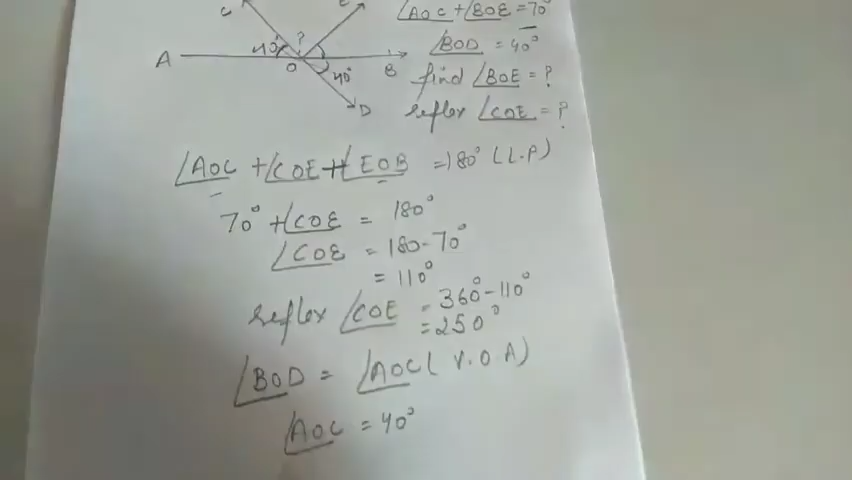 C
E
∠AOC + ∠BOE = 70°
A
40°
?
O
40°
B
D
∠BOD = 40°
find ∠BOE = ?
reflex ∠COE = ?
∠AOC + ∠COE + ∠EOB = 180° (L.P)
70° + ∠COE = 180°
∠COE = 180 - 70°
= 110°
reflex ∠COE = 360° - 110°
= 250°
∠BOD = ∠AOC ( V.O A)
∠AOC = 40°